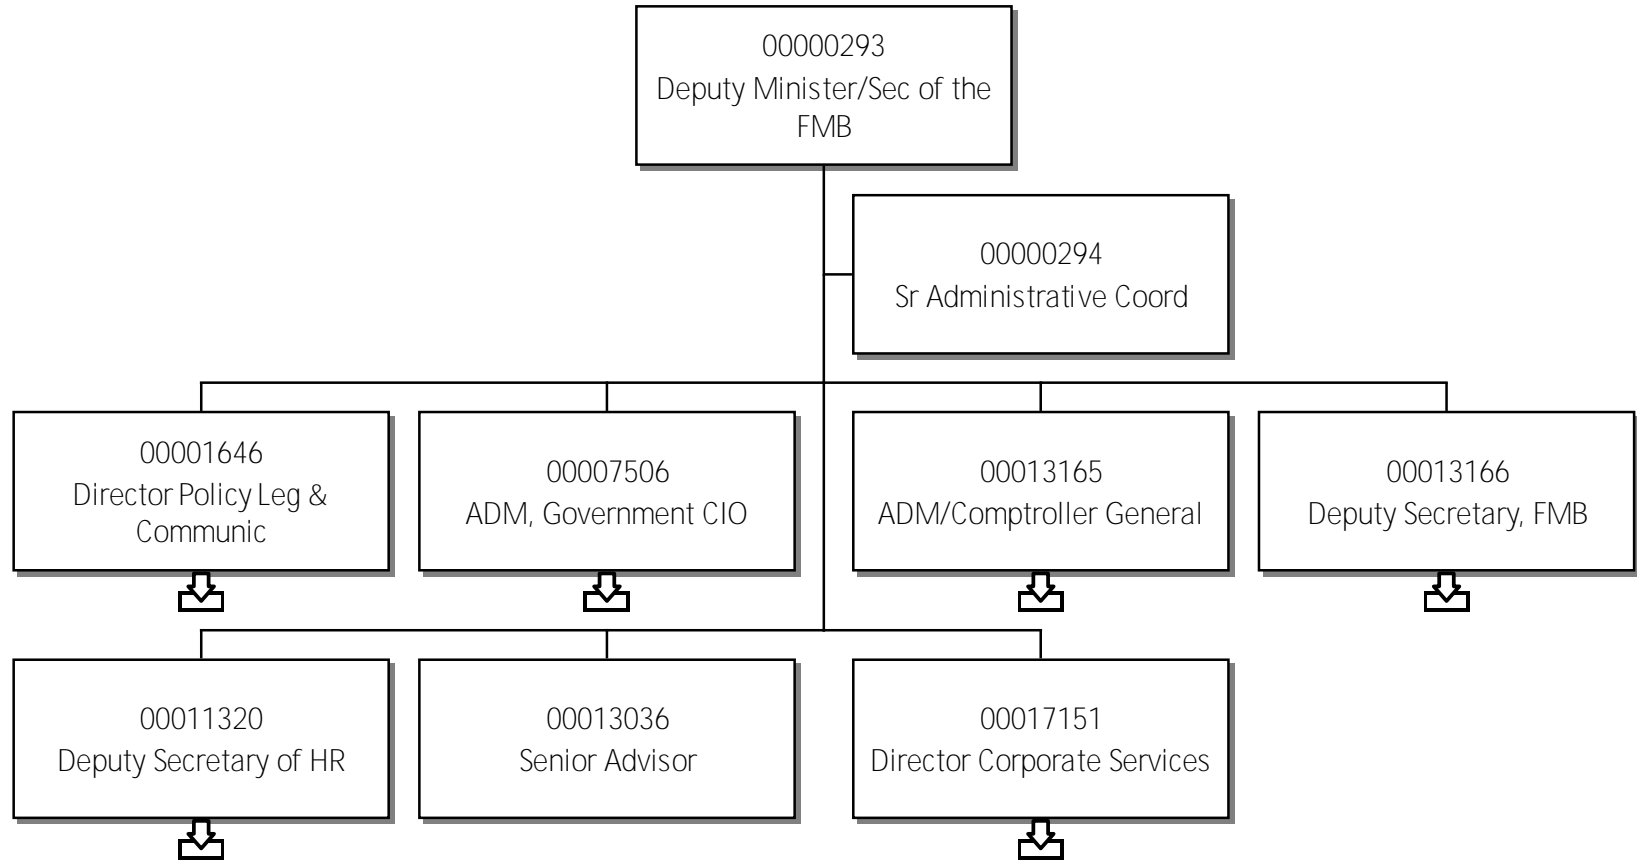 00000293
Deputy Minister/Sec of the
FMB
00000294
Sr Administrative Coord
00001646
Director Policy Leg &
Communic
00007506
ADM, Government CIO
00013165
ADM/Comptroller General
00013166
Deputy Secretary, FMB
00011320
Deputy Secretary of HR
00013036
Senior Advisor
00017151
Director Corporate Services